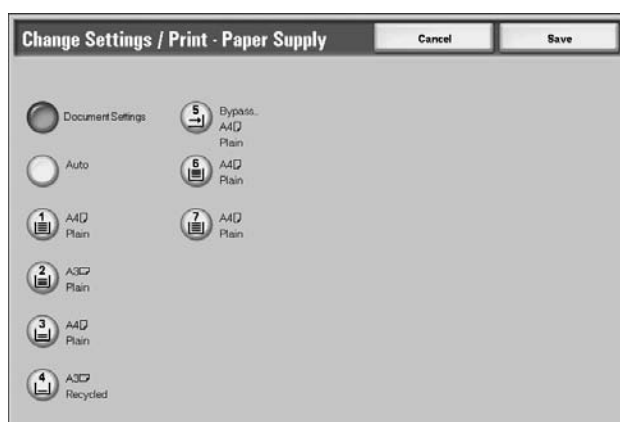 Change Settings / Print - Paper Supply
Cancel
Save
Document Settings
Auto
1
A4
Plain
2
A3
Plain
3
A4
Plain
4
A3
Recycled
5
Bypass..
A4
Plain
6
A4
Plain
7
A4
Plain